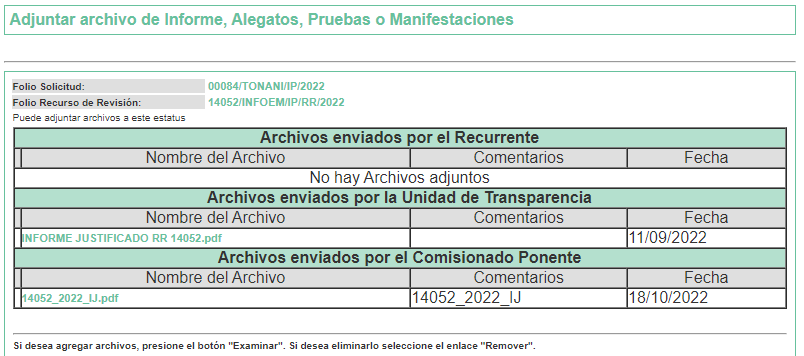 Adjuntar archivo de Informe, Alegatos, Pruebas o Manifestaciones
Folio Solicitud: 00084/TONANI/IP/2022
Folio Recurso de Revisión: 14052/INFOEM/IP/RR/2022
Puede adjuntar archivos a este estatus
Archivos enviados por el Recurrente
Nombre del Archivo Comentarios Fecha
No hay Archivos adjuntos
Archivos enviados por la Unidad de Transparencia
Nombre del Archivo Comentarios Fecha
INFORME JUSTIFICADO RR 14052.pdf 11/09/2022
Archivos enviados por el Comisionado Ponente
Nombre del Archivo Comentarios Fecha
14052_2022_IJ.pdf 14052_2022_IJ 18/10/2022
Si desea agregar archivos, presione el botón "Examinar". Si desea eliminarlo seleccione el enlace "Remover".